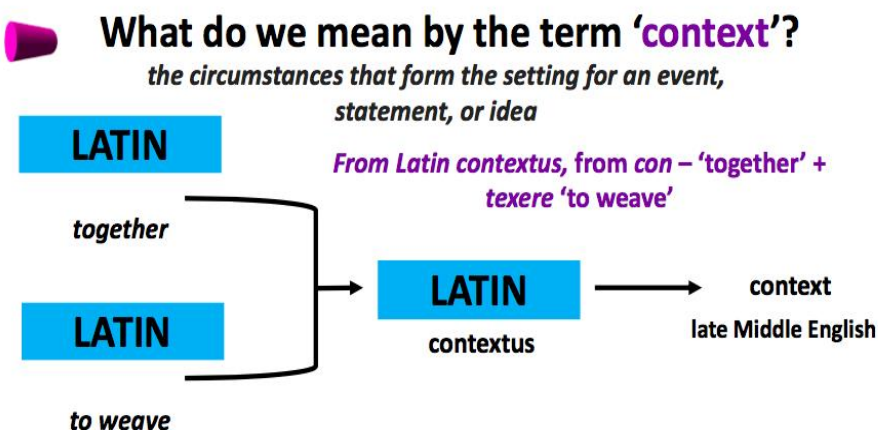 What do we mean by the term ‘context’?
the circumstances that form the setting for an event,
statement, or idea
LATIN
From Latin contextus, from con – ‘together’ +
texere ‘to weave’
together
LATIN
contextus
context
late Middle English
LATIN
to weave